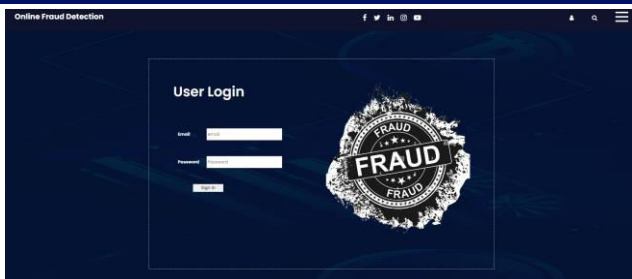 Online Fraud Detection
User Login
Email
email
Password
Password
Sign In
FRAUD
FRAUD
FRAUD